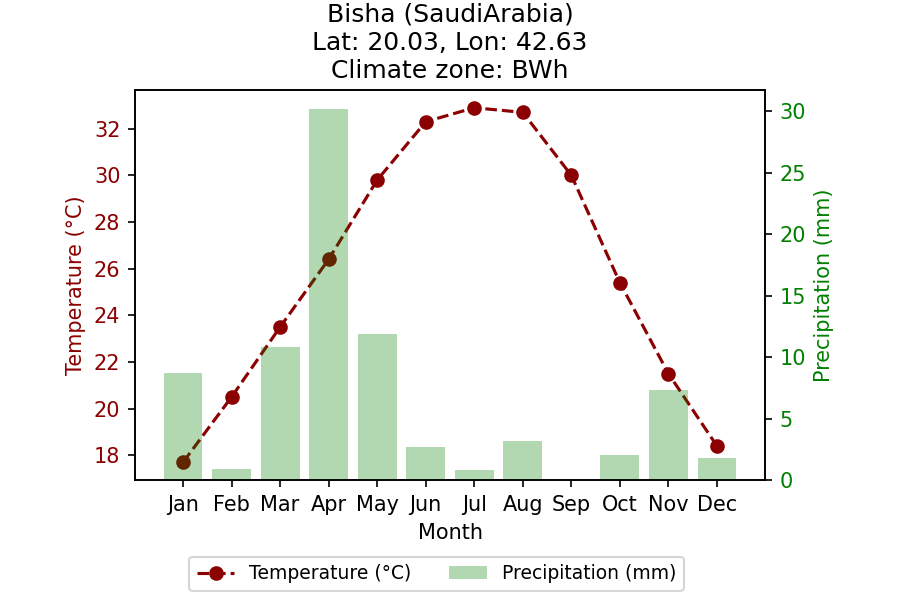 Bisha (SaudiArabia)
Lat: 20.03, Lon: 42.63
Climate zone: BWh
Temperature (°C)
32
30
28
26
24
22
20
18
30
25
20
15
10
5
0
Precipitation (mm)
Jan Feb Mar Apr May Jun Jul Aug Sep Oct Nov Dec
Month
Temperature (°C) Precipitation (mm)